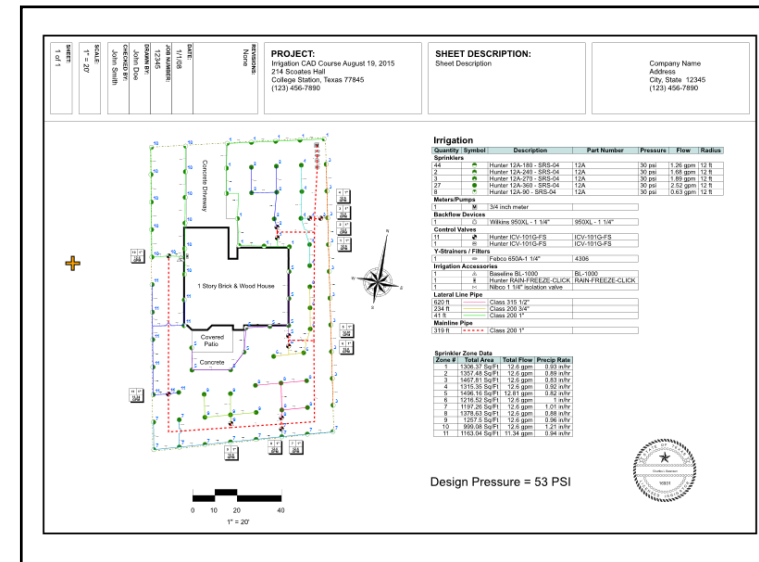 SHEET:
1 of 1
SCALE:
1" = 20'
CHECKED BY:
John Smith
DRAWN BY:
John Doe
JOB NUMBER:
12345
DATE:
1/1/08
REVISIONS:
None
PROJECT:
Irrigation CAD Course August 19, 2015
214 Scoates Hall
College Station, Texas 77845
(123) 456-7890
SHEET DESCRIPTION:
Sheet Description
Company Name
Address
City, State 12345
(123) 456-7890
Concrete Driveway
1 Story Brick & Wood House
Covered
Patio
Concrete
0 10 20 40
1" = 20'
Irrigation
Quantity Symbol Description Part Number Pressure Flow Radius
Sprinklers
44 Hunter 12A-180 - SRS-04 12A 30 psi 1.26 gpm 12 ft
2 Hunter 12A-240 - SRS-04 12A 30 psi 1.68 gpm 12 ft
3 Hunter 12A-275 - SRS-04 12A 30 psi 1.89 gpm 12 ft
27 Hunter 12A-360 - SRS-04 12A 30 psi 2.52 gpm 12 ft
8 Hunter 12A-90 - SRS-04 12A 30 psi 0.63 gpm 12 ft
Meters/Pumps
1 M 3/4 inch meter
Backflow Devices
1 Wilkins 950XL - 1 1/4" 950XL - 1 1/4"
Control Valves
11 Hunter ICV-101G-FS ICV-101G-FS
1 Hunter ICV-101G-FS ICV-101G-FS
Y-Strainers / Filters
1 Febco 650A-1 1/4" 4306
Irrigation Accessories
1 Baseline BL-1000 BL-1000
1 Hunter RAIN-FREEZE-CLICK RAIN-FREEZE-CLICK
1 Nibco 1 1/4" isolation valve
Lateral Line Pipe
620 ft Class 315 1/2"
234 ft Class 200 3/4"
41 ft Class 200 1"
Mainline Pipe
319 ft Class 200 1"
Sprinkler Zone Data
Zone # Total Area Total Flow Precip Rate
1 1306.37 Sq/Ft 12.6 gpm 0.93 in/hr
2 1357.48 Sq/Ft 12.6 gpm 0.89 in/hr
3 1467.81 Sq/Ft 12.6 gpm 0.83 in/hr
4 1315.35 Sq/Ft 12.6 gpm 0.92 in/hr
5 1496.16 Sq/Ft 12.81 gpm 0.82 in/hr
6 1216.52 Sq/Ft 12.6 gpm 1 in/hr
7 1197.26 Sq/Ft 12.6 gpm 1.01 in/hr
8 1378.63 Sq/Ft 12.6 gpm 0.88 in/hr
9 1257.5 Sq/Ft 12.6 gpm 0.96 in/hr
10 999.08 Sq/Ft 12.6 gpm 1.21 in/hr
11 1163.04 Sq/Ft 11.34 gpm 0.94 in/hr
Design Pressure = 53 PSI